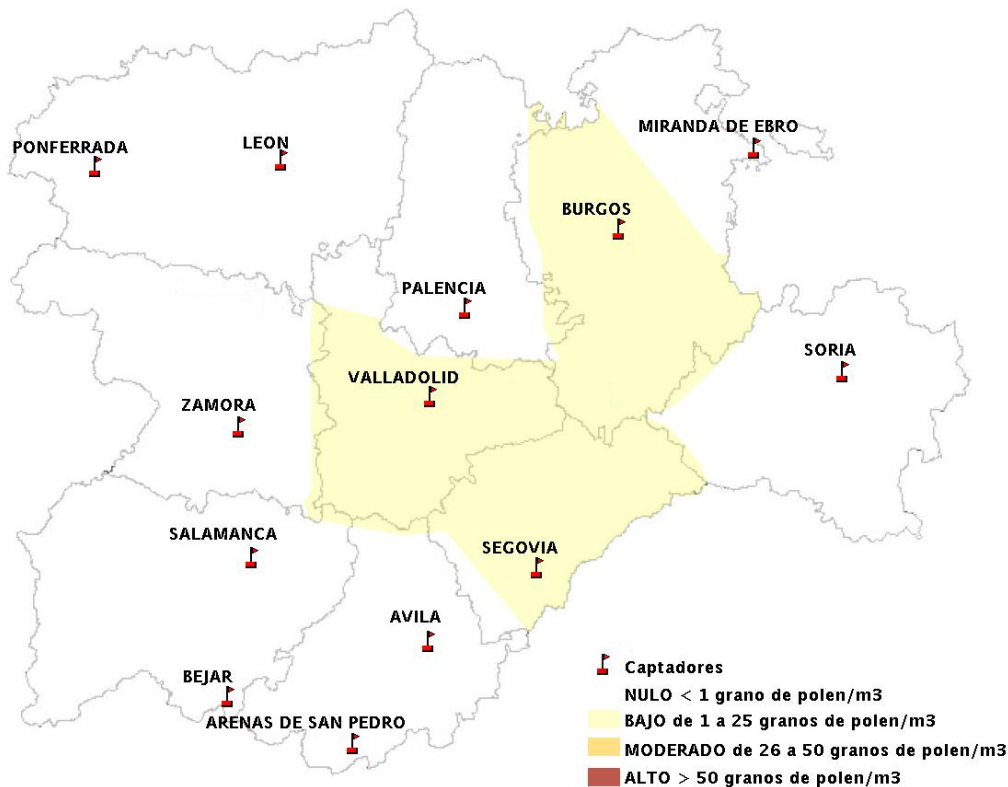 MIRANDA DE EBRO
PONFERRADA
LEON
BURGOS
PALENCIA
SORIA
VALLADOLID
ZAMORA
SALAMANCA
SEGOVIA
AVILA
BEJAR
ARENAS DE SAN PEDRO
Captadores
NULO < 1 grano de polen/m3
BAJO de 1 a 25 granos de polen/m3
MODERADO de 26 a 50 granos de polen/m3
ALTO > 50 granos de polen/m3